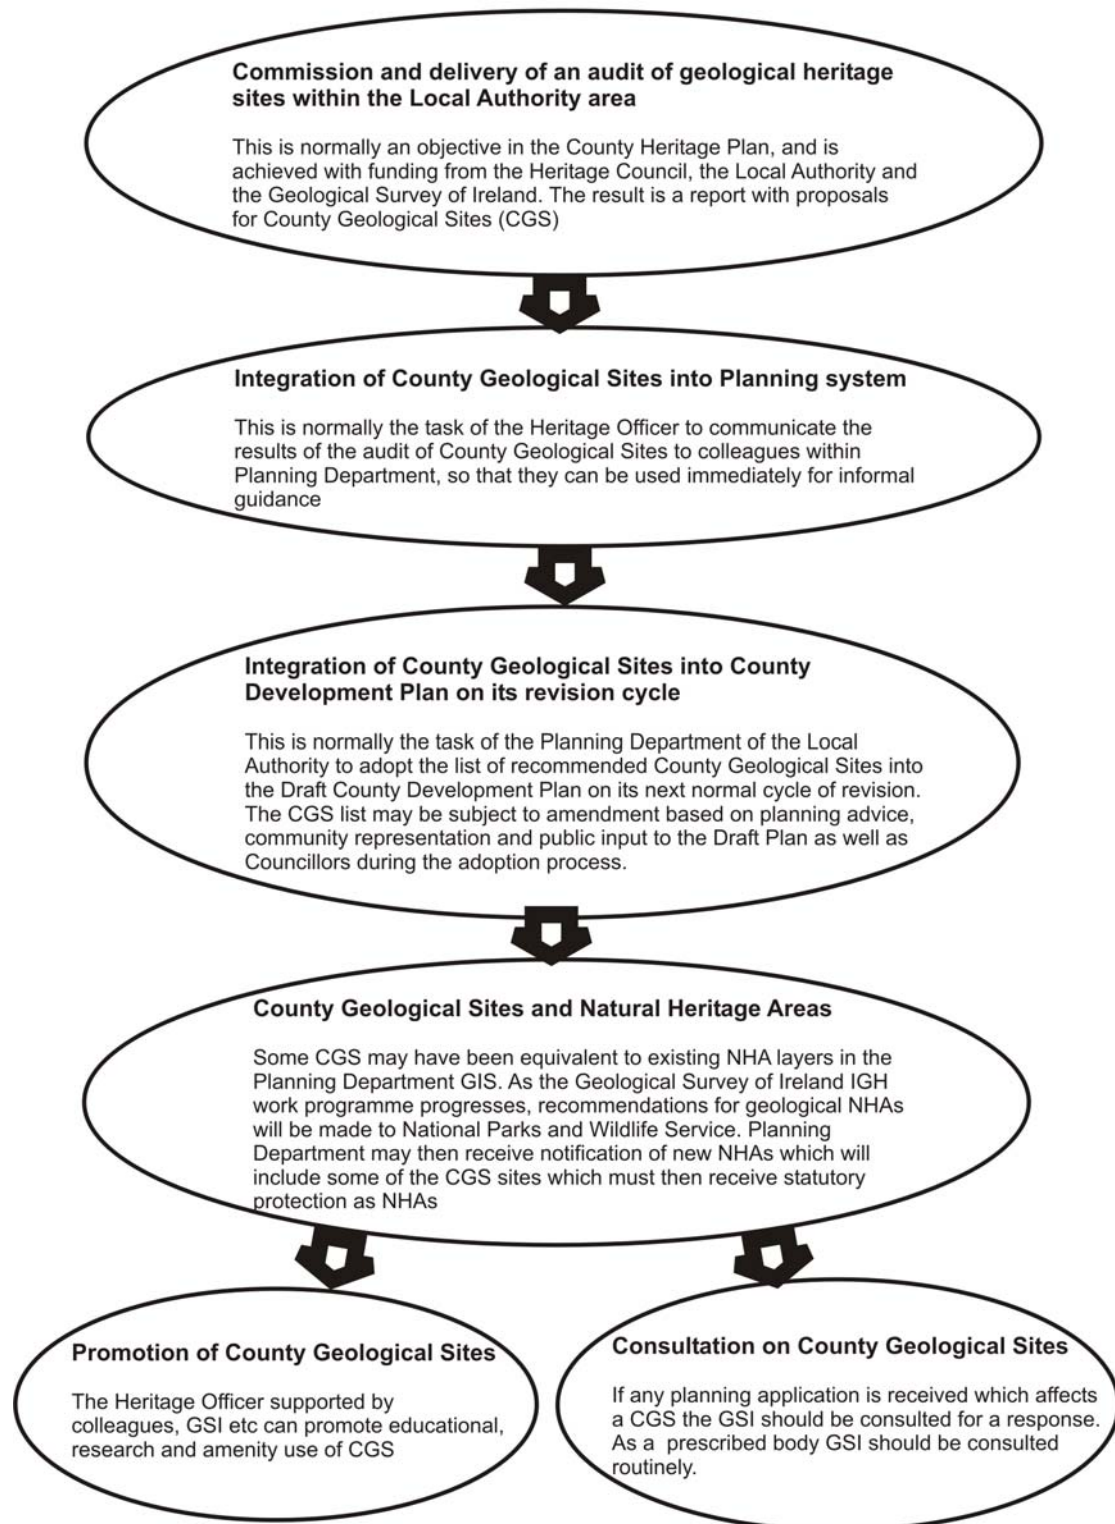 Commission and delivery of an audit of geological heritage
sites within the Local Authority area
This is normally an objective in the County Heritage Plan, and is
achieved with funding from the Heritage Council, the Local Authority and
the Geological Survey of Ireland. The result is a report with proposals
for County Geological Sites (CGS)
Integration of County Geological Sites into Planning system
This is normally the task of the Heritage Officer to communicate the
results of the audit of County Geological Sites to colleagues within
Planning Department, so that they can be used immediately for informal
guidance
Integration of County Geological Sites into County
Development Plan on its revision cycle
This is normally the task of the Planning Department of the Local
Authority to adopt the list of recommended County Geological Sites into
the Draft County Development Plan on its next normal cycle of revision.
The CGS list may be subject to amendment based on planning advice,
community representation and public input to the Draft Plan as well as
Councillors during the adoption process.
County Geological Sites and Natural Heritage Areas
Some CGS may have been equivalent to existing NHA layers in the
Planning Department GIS. As the Geological Survey of Ireland IGH
work programme progresses, recommendations for geological NHAs
will be made to National Parks and Wildlife Service. Planning
Department may then receive notification of new NHAs which will
include some of the CGS sites which must then receive statutory
protection as NHAs
Promotion of County Geological Sites
The Heritage Officer supported by
colleagues, GSI etc can promote educational,
research and amenity use of CGS
Consultation on County Geological Sites
If any planning application is received which affects
a CGS the GSI should be consulted for a response.
As a  prescribed body GSI should be consulted
routinely.